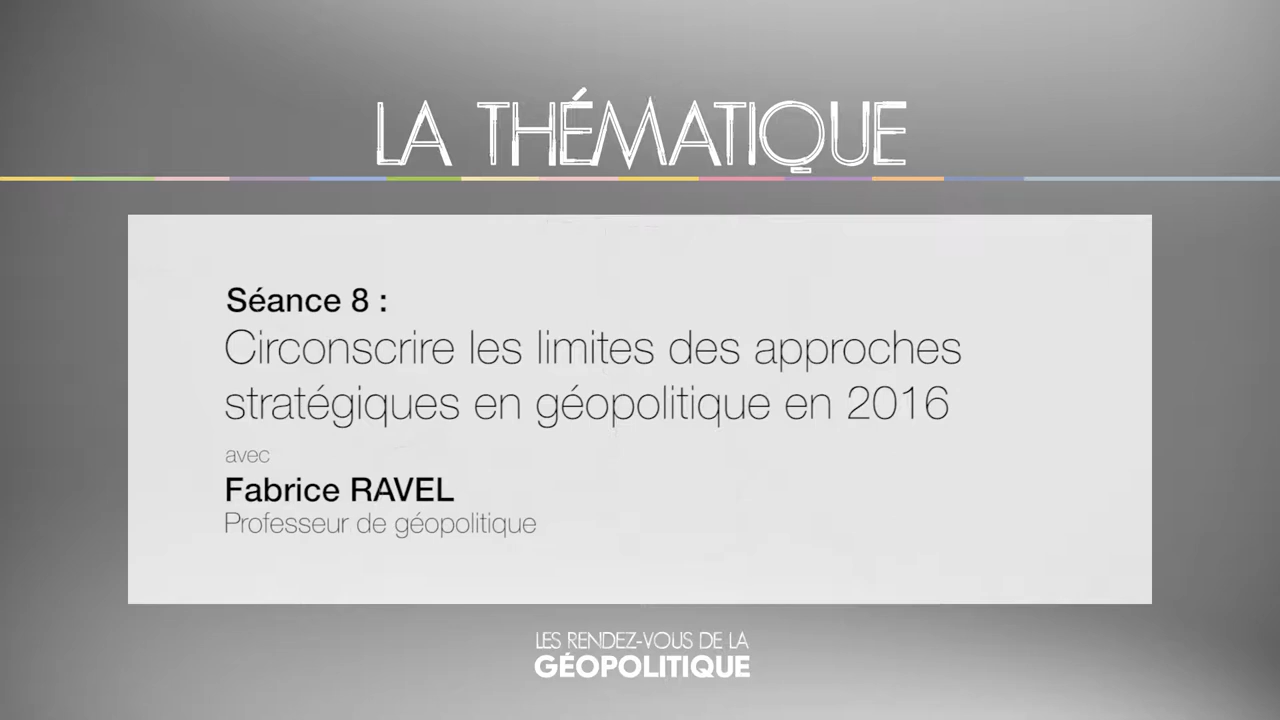 LA THÉMATIQUE
Séance 8 :
Circonscrire les limites des approches
stratégiques en géopolitique en 2016
avec
Fabrice RAVEL
Professeur de géopolitique
LES RENDEZ-VOUS DE LA
GÉOPOLITIQUE